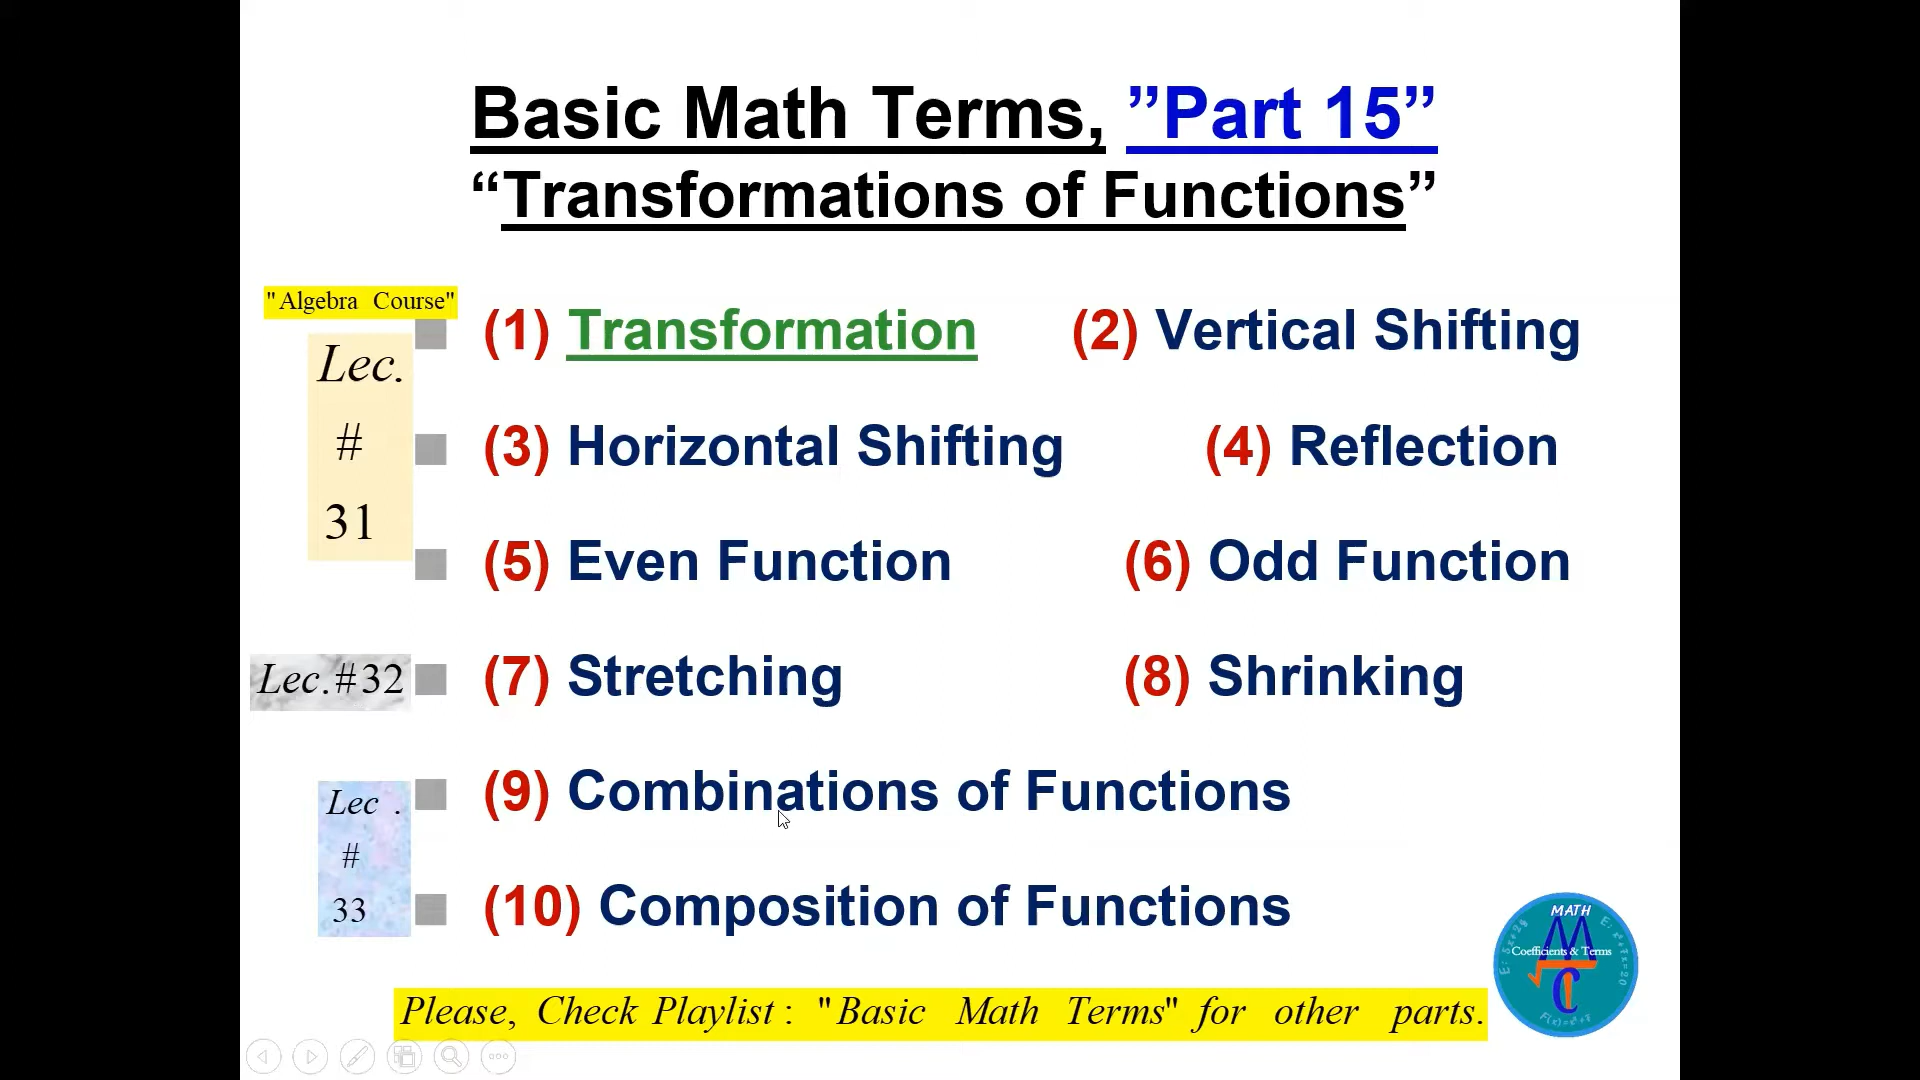 Basic Math Terms, ”Part 15”
“Transformations of Functions”
"Algebra Course"
Lec.
#
31
(1) Transformation (2) Vertical Shifting
(3) Horizontal Shifting (4) Reflection
(5) Even Function (6) Odd Function
Lec.#32
(7) Stretching (8) Shrinking
Lec .
#
33
(9) Combinations of Functions
(10) Composition of Functions
MATH
Coefficients & Terms
Please, Check Playlist : "Basic Math Terms" for other parts.